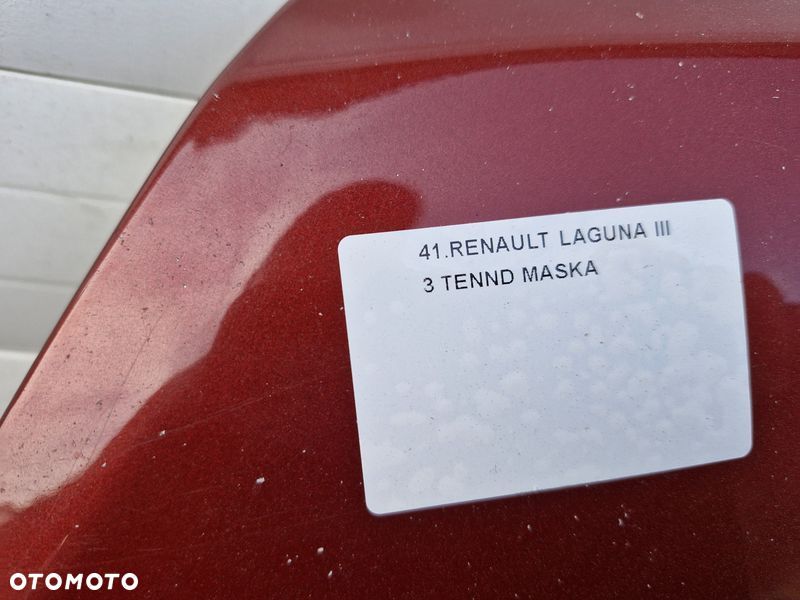 41.RENAULT LAGUNA III
3 TENND MASKA
OTOMOTO